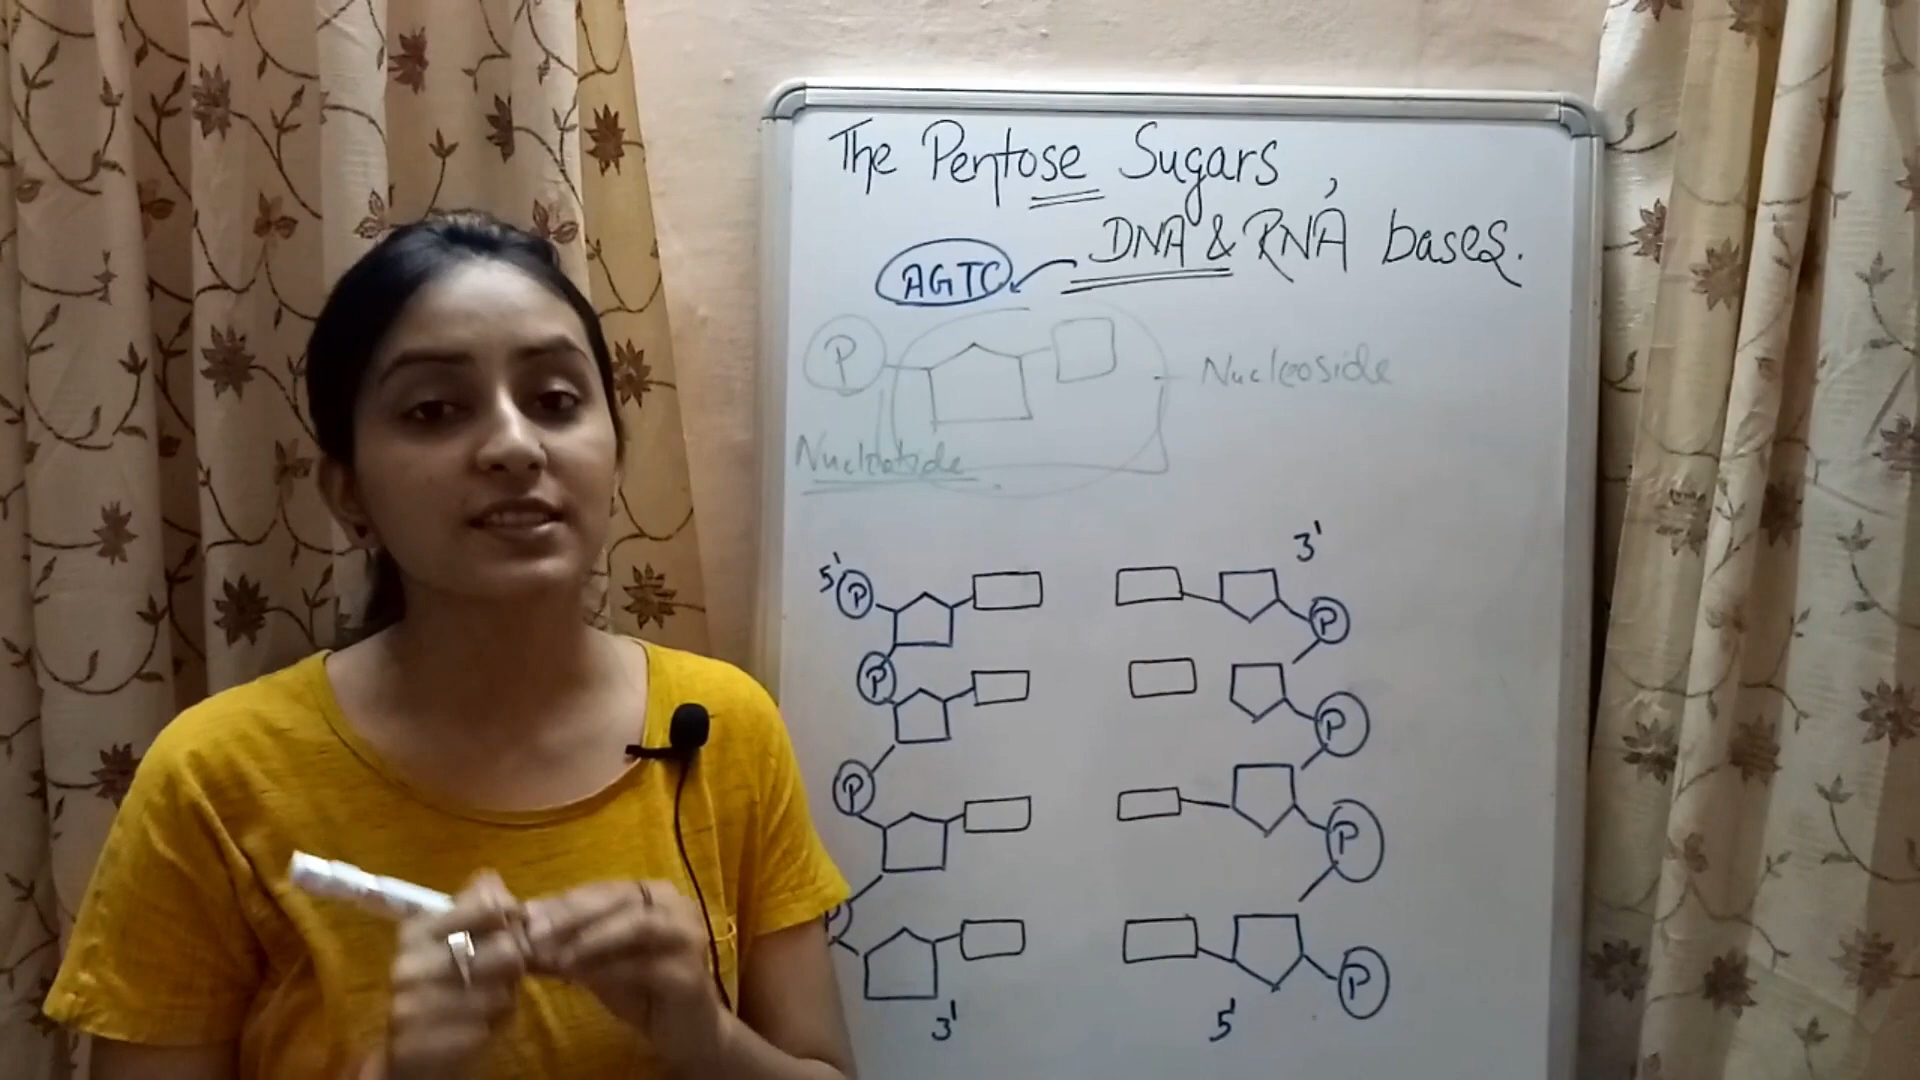 The Pentose Sugars,
DNA & RNA bases.
AGTC
P
Nucleoside
Nucleotide
5' 3'
P P
P P
P P
P P
3' 5'